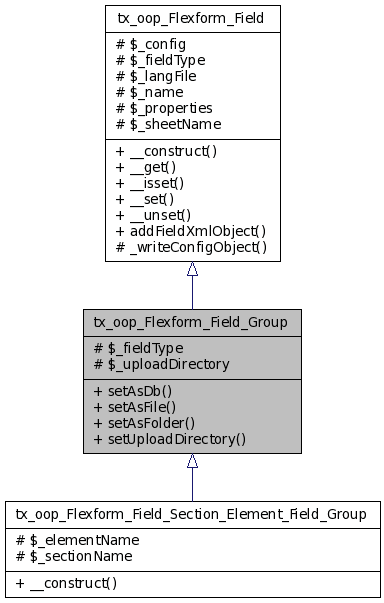 tx_oop_Flexform_Field
# $_config
# $_fieldType
# $_langFile
# $_name
# $_properties
# $_sheetName
+ __construct()
+ __get()
+ __isset()
+ __set()
+ __unset()
+ addFieldXmlObject()
# _writeConfigObject()
tx_oop_Flexform_Field_Group
# $_fieldType
# $_uploadDirectory
+ setAsDb()
+ setAsFile()
+ setAsFolder()
+ setUploadDirectory()
tx_oop_Flexform_Field_Section_Element_Field_Group
# $_elementName
# $_sectionName
+ __construct()